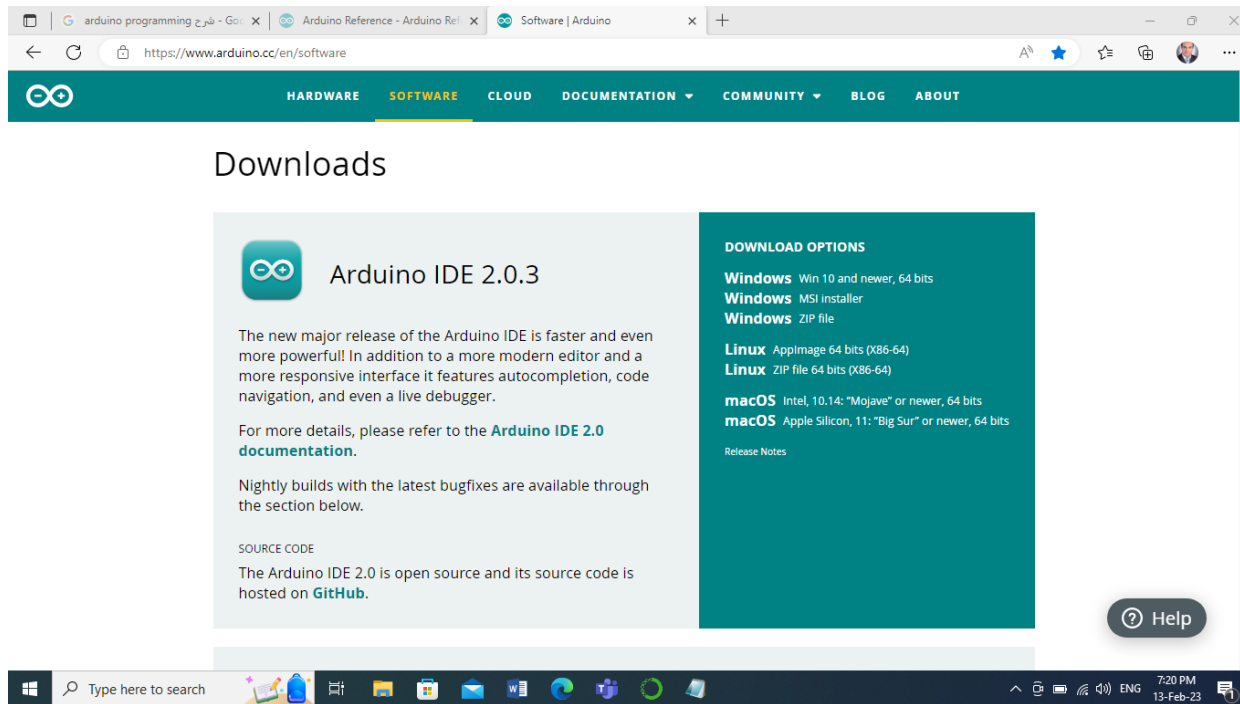 arduino programming شرح - Goo
Arduino Reference - Arduino Ref
Software | Arduino
https://www.arduino.cc/en/software
HARDWARE SOFTWARE CLOUD DOCUMENTATION COMMUNITY BLOG ABOUT
Downloads
Arduino IDE 2.0.3
The new major release of the Arduino IDE is faster and even
more powerful! In addition to a more modern editor and a
more responsive interface it features autocompletion, code
navigation, and even a live debugger.
For more details, please refer to the Arduino IDE 2.0
documentation.
Nightly builds with the latest bugfixes are available through
the section below.
SOURCE CODE
The Arduino IDE 2.0 is open source and its source code is
hosted on GitHub.
DOWNLOAD OPTIONS
Windows Win 10 and newer, 64 bits
Windows MSI installer
Windows ZIP file
Linux AppImage 64 bits (X86-64)
Linux ZIP file 64 bits (X86-64)
macOS Intel, 10.14: “Mojave” or newer, 64 bits
macOS Apple Silicon, 11: “Big Sur” or newer, 64 bits
Release Notes
Help
Type here to search
ENG
7:20 PM
13-Feb-23
1